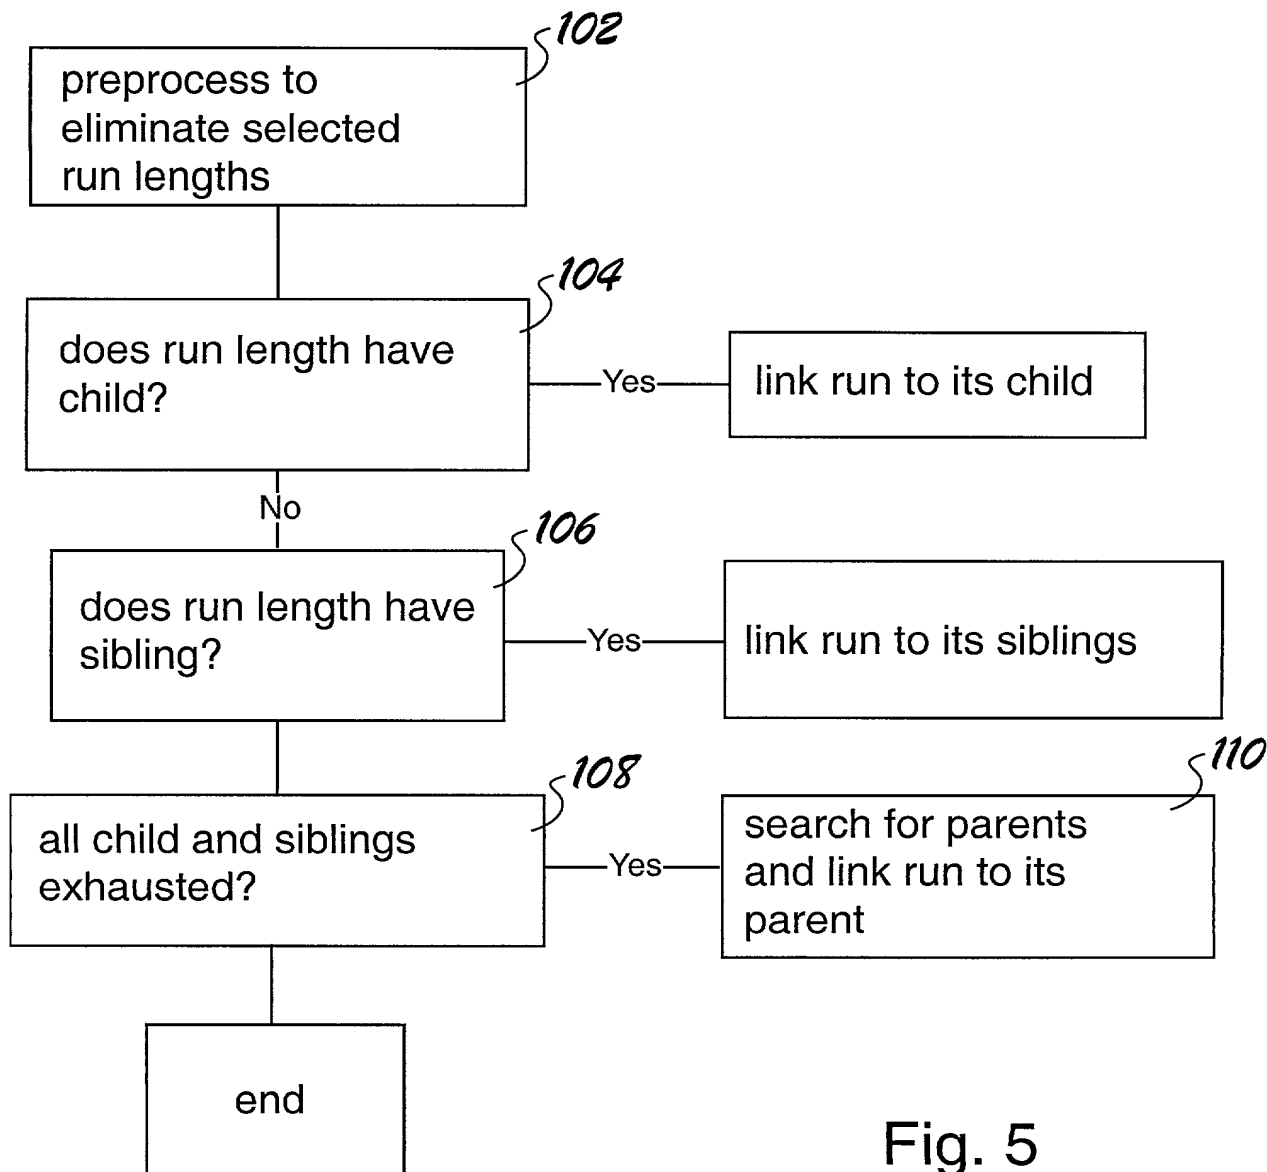 102
preprocess to
eliminate selected
run lengths
104
does run length have
child?
Yes
link run to its child
No
106
does run length have
sibling?
Yes
link run to its siblings
108
all child and siblings
exhausted?
Yes
110
search for parents
and link run to its
parent
end
Fig. 5